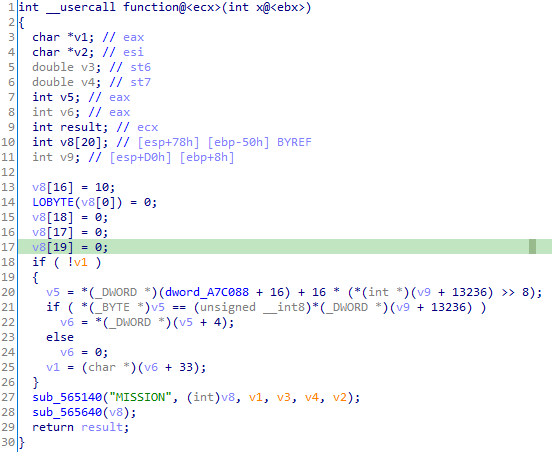 1 int __usercall function@<ecx>(int x@<ebx>)
2 {
3 char *v1; // eax
4 char *v2; // esi
5 double v3; // st6
6 double v4; // st7
7 int v5; // eax
8 int v6; // eax
9 int result; // ecx
10 int v8[20]; // [esp+78h] [ebp-50h] BYREF
11 int v9; // [esp+D0h] [ebp+8h]
12
13 v8[16] = 10;
14 LOBYTE(v8[0]) = 0;
15 v8[18] = 0;
16 v8[17] = 0;
17 v8[19] = 0;
18 if ( !v1 )
19 {
20 v5 = *(_DWORD *)(dword_A7C088 + 16) + 16 * (*(int *)(v9 + 13236) >> 8);
21 if ( *(_BYTE *)v5 == (unsigned __int8)*(_DWORD *)(v9 + 13236) )
22 v6 = *(_DWORD *)(v5 + 4);
23 else
24 v6 = 0;
25 v1 = (char *)(v6 + 33);
26 }
27 sub_565140("MISSION", (int)v8, v1, v3, v4, v2);
28 sub_565640(v8);
29 return result;
30 }